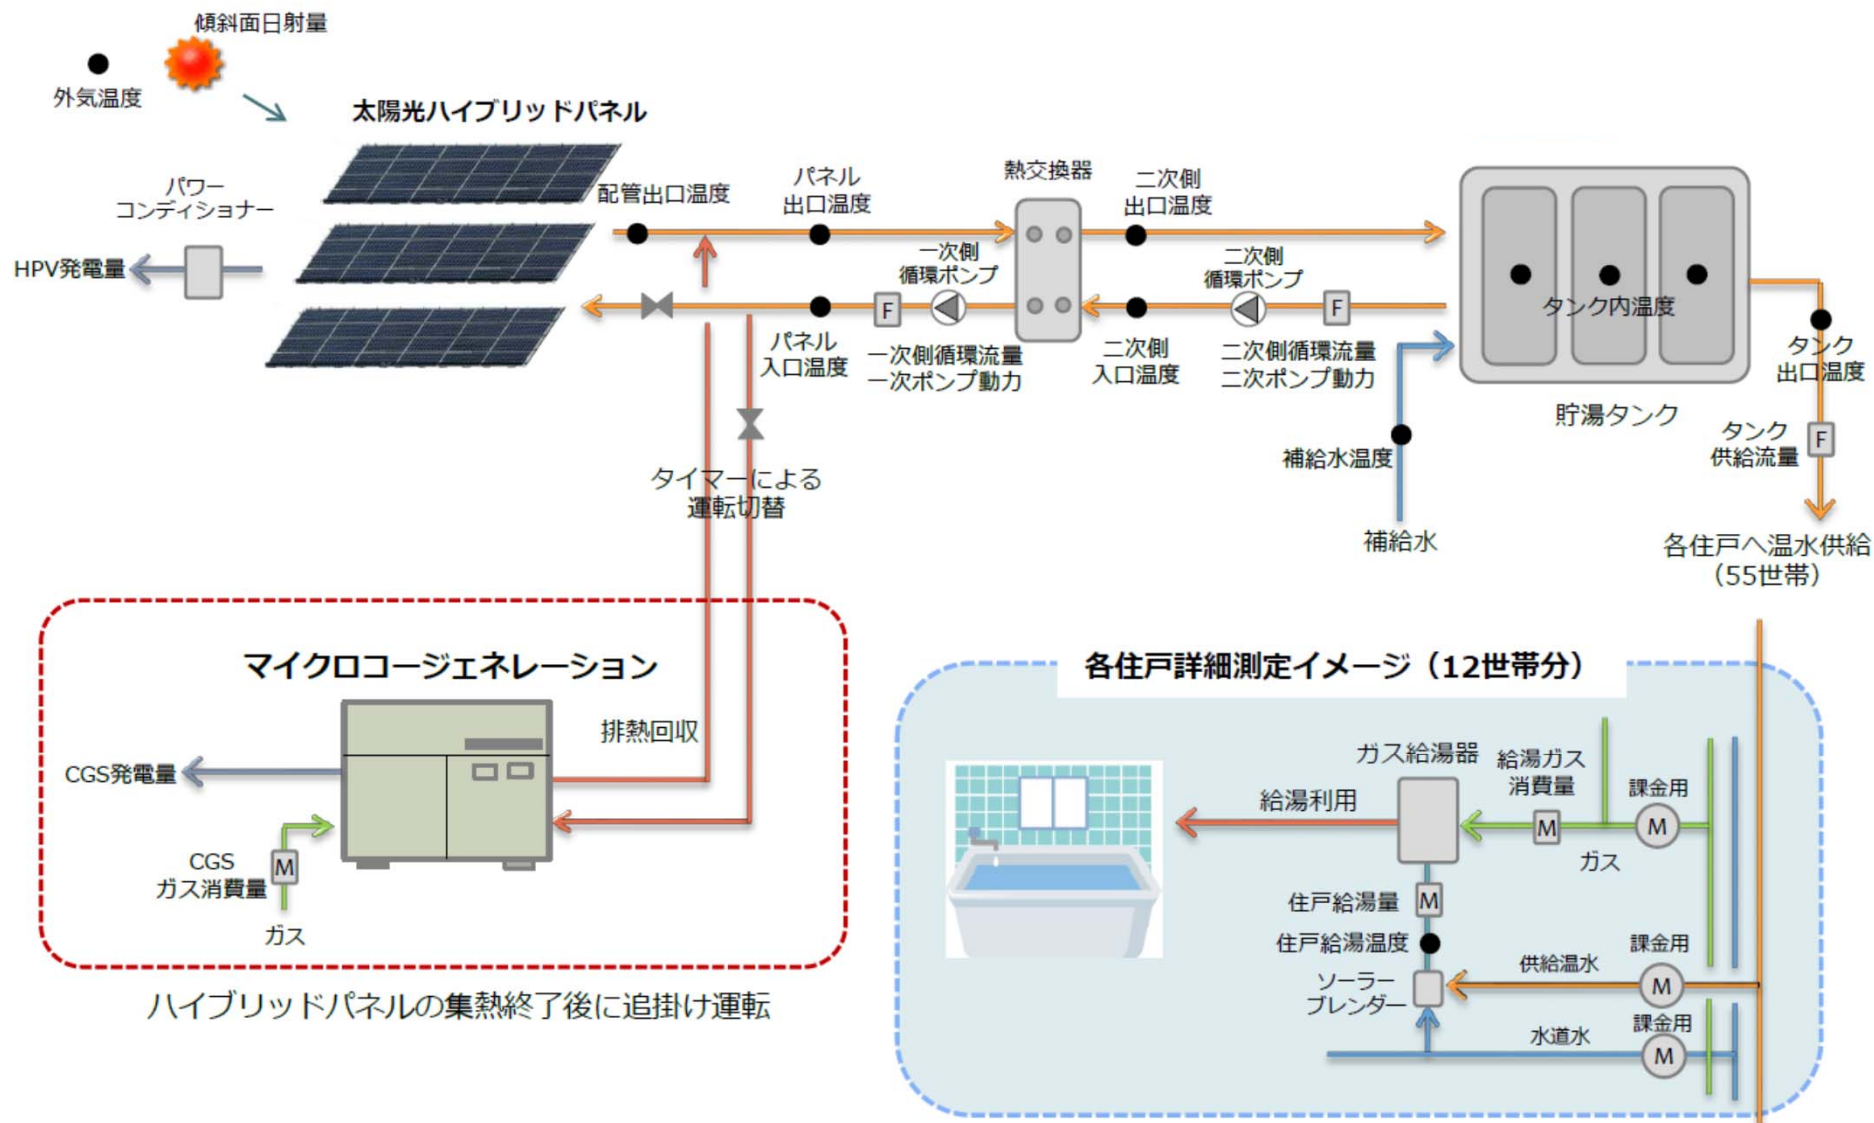 傾斜面日射量
外気温度
太陽光ハイブリッドパネル
パワー
コンディショナー
HPV発電量
配管出口温度
パネル
出口温度
熱交換器
二次側
出口温度
一次側
循環ポンプ
二次側
循環ポンプ
F
F
パネル
入口温度
一次側循環流量
一次ポンプ動力
二次側
入口温度
二次側循環流量
二次ポンプ動力
タンク内温度
貯湯タンク
タンク
出口温度
タンク
供給流量
F
補給水温度
補給水
各住戸へ温水供給
(55世帯)
タイマーによる
運転切替
マイクロコージェネレーション
排熱回収
CGS発電量
CGS
ガス消費量
M
ガス
ハイブリッドパネルの集熱終了後に追掛け運転
各住戸詳細測定イメージ(12世帯分)
ガス給湯器
給湯ガス
消費量
課金用
給湯利用
M
M
ガス
住戸給湯量
M
住戸給湯温度
課金用
供給温水
M
ソーラー
ブレンダー
課金用
水道水
M